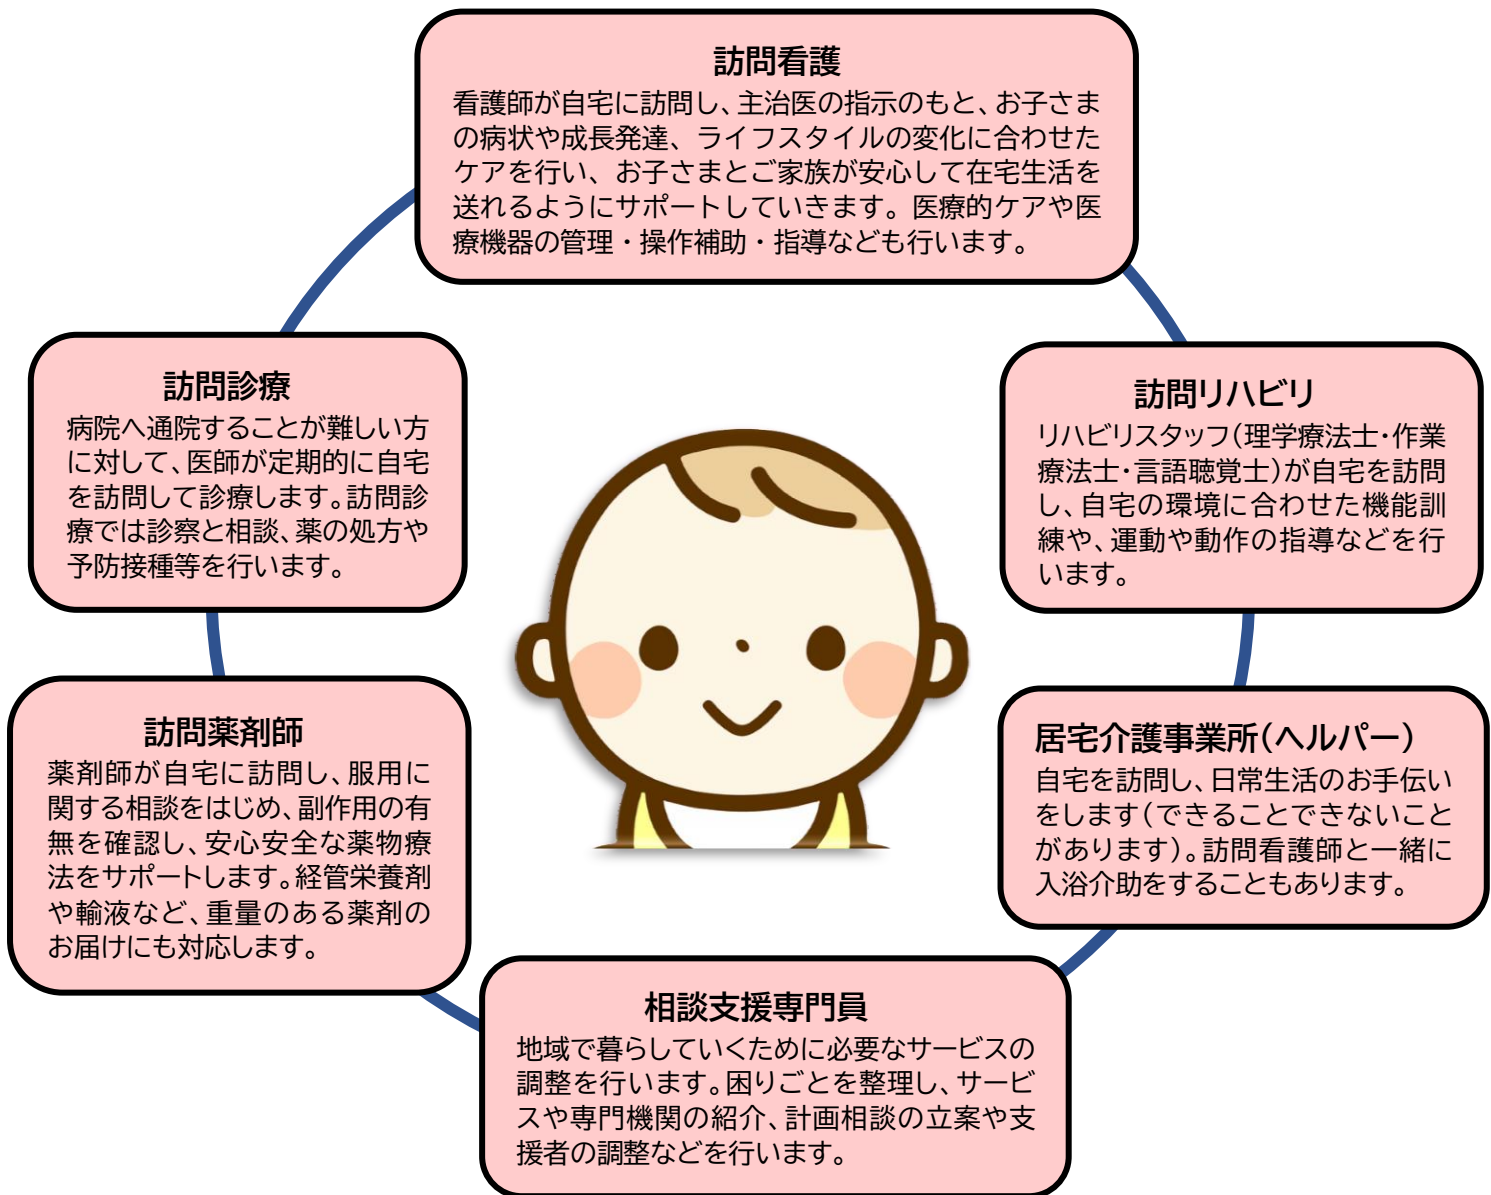 訪問看護
看護師が自宅に訪問し、主治医の指示のもと、お子さま
の病状や成長発達、ライフスタイルの変化に合わせた
ケアを行い、お子さまとご家族が安心して在宅生活を
送れるようにサポートしていきます。医療的ケアや医
療機器の管理・操作補助・指導なども行います。
訪問診療
病院へ通院することが難しい方
に対して、医師が定期的に自宅
を訪問して診療します。訪問診
療では診察と相談、薬の処方や
予防接種等を行います。
訪問リハビリ
リハビリスタッフ(理学療法士・作業
療法士・言語聴覚士)が自宅を訪問
し、自宅の環境に合わせた機能訓
練や、運動や動作の指導などを行
います。
訪問薬剤師
薬剤師が自宅に訪問し、服用に
関する相談をはじめ、副作用の有
無を確認し、安心安全な薬物療
法をサポートします。経管栄養剤
や輸液など、重量のある薬剤の
お届けにも対応します。
居宅介護事業所(ヘルパー)
自宅を訪問し、日常生活のお手伝い
をします(できることできないこと
があります)。訪問看護師と一緒に
入浴介助をすることもあります。
相談支援専門員
地域で暮らしていくために必要なサービスの
調整を行います。困りごとを整理し、サービ
スや専門機関の紹介、計画相談の立案や支
援者の調整などを行います。